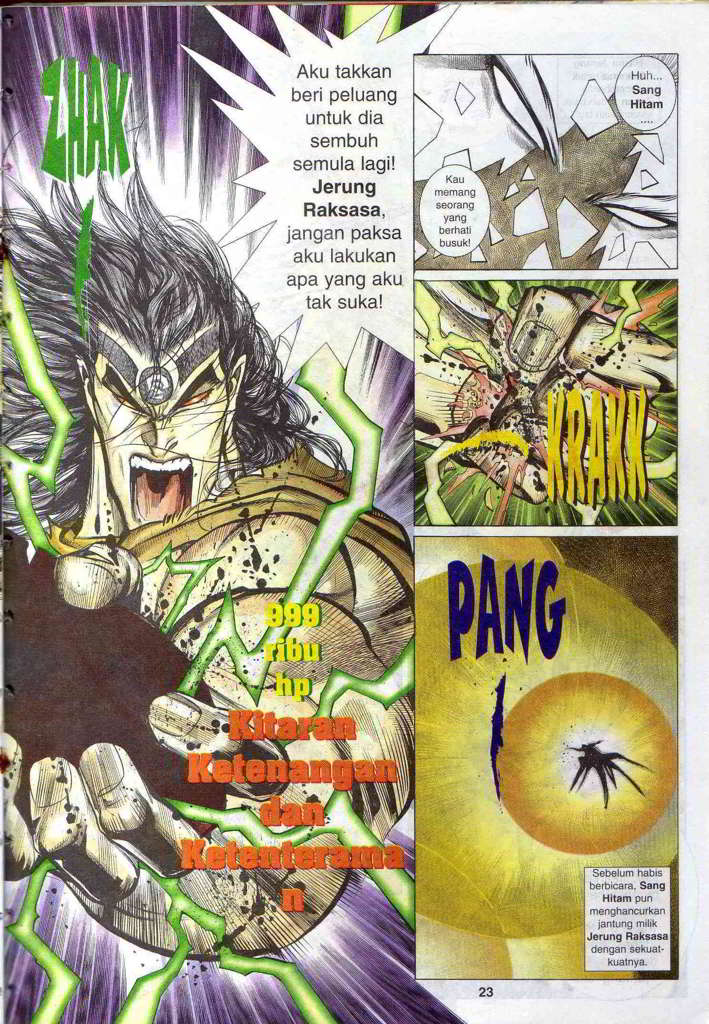 ZHAK
Aku takkan
beri peluang
untuk dia
sembuh
semula lagi!
Jerung
Raksasa,
jangan paksa
aku lakukan
apa yang aku
tak suka!
999
ribu
hp
Kitaran
Ketenangan
dan
Ketenterama
n
Huh...
Sang
Hitam
....
Kau
memang
seorang
yang
berhati
busuk!
KRAKK
PANG
Sebelum habis
berbicara, Sang
Hitam pun
menghancurkan
jantung milik
Jerung Raksasa
dengan sekuat-
kuatnya.
23